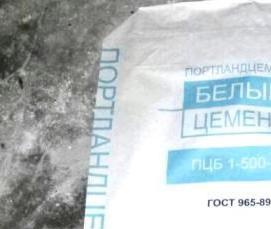 ПОРТЛАНДЦЕ
ПОРТЛАНДЦЕМ
БЕЛЫ
ЦЕМЕН
ПЦБ 1-500-
ГОСТ 965-89